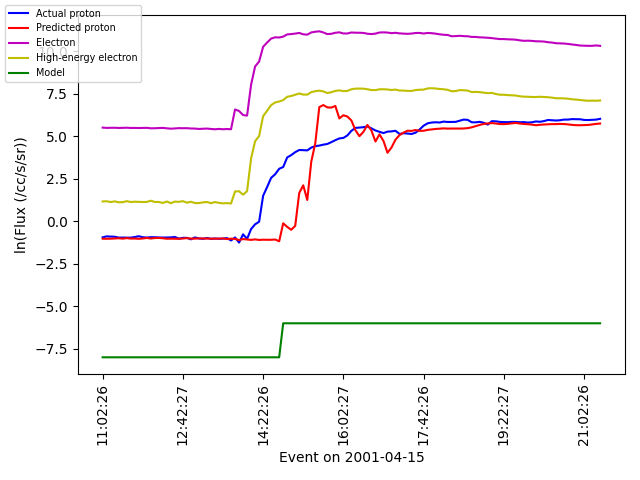 Actual proton
Predicted proton
Electron
High-energy electron
Model
10.0
7.5
5.0
2.5
0.0
−2.5
−5.0
−7.5
ln(Flux (/cc/s/sr))
11:02:26
12:42:27
14:22:26
16:02:27
17:42:26
19:22:27
21:02:26
Event on 2001-04-15